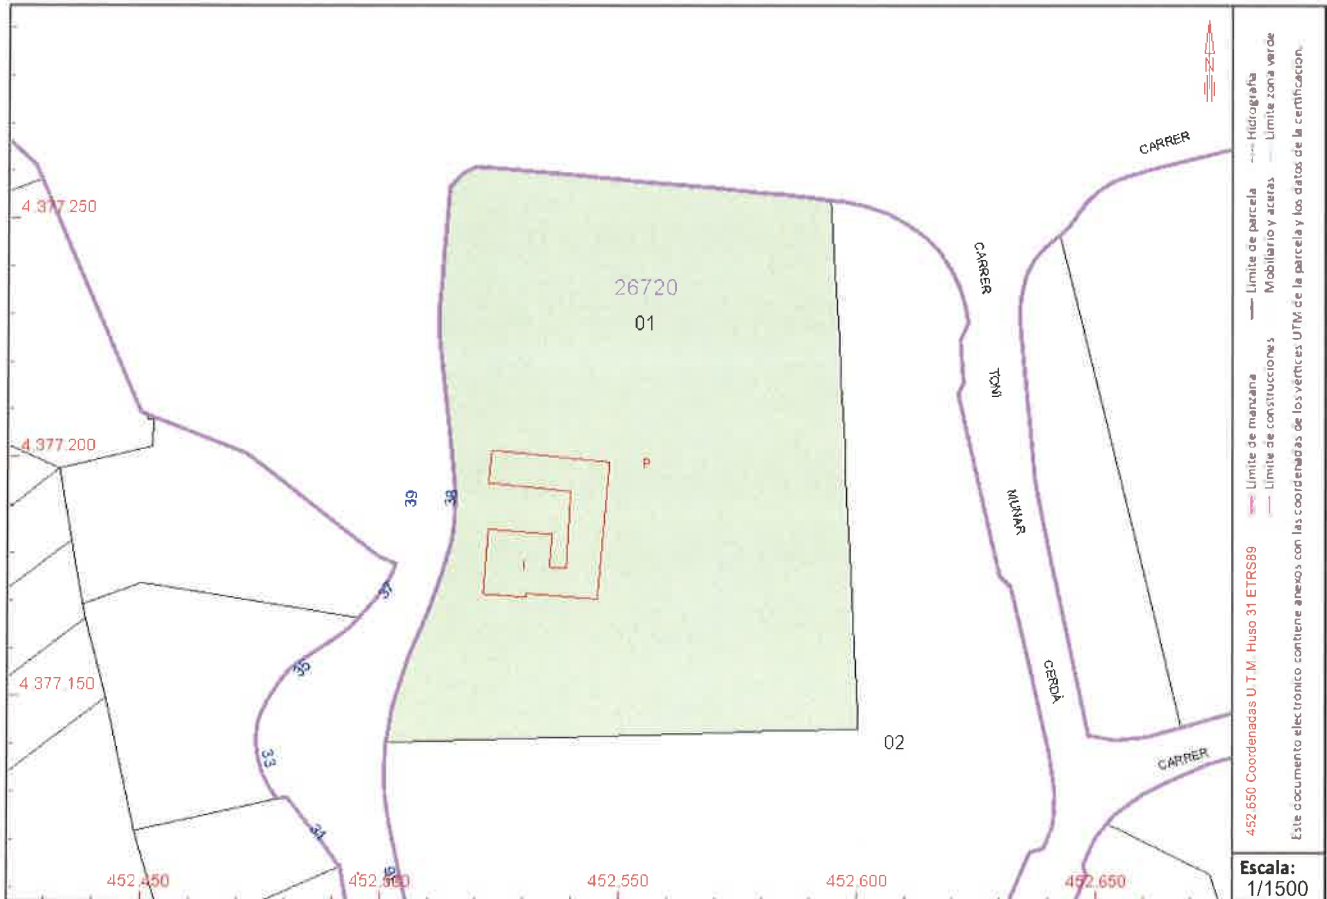 N
CARRER
4.377.250
26720
01
CARRER
TONI
4.377.200
P
39
38
MUNAR
I
37
35
4.377.150
CERDÀ
02
33
CARRER
31
452.450
452.500
452.550
452.600
452.650
452.650 Coordenadas U.T.M. Huso 31 ETRS89
Límite de manzana
Límite de parcela
Hidrografía
Límite de construcciones
Mobiliario y aceras
Límite zona verde
Este documento electrónico contiene anexos con las coordenadas de los vértices UTM de la parcela y los datos de la certificación.
Escala:
1/1500